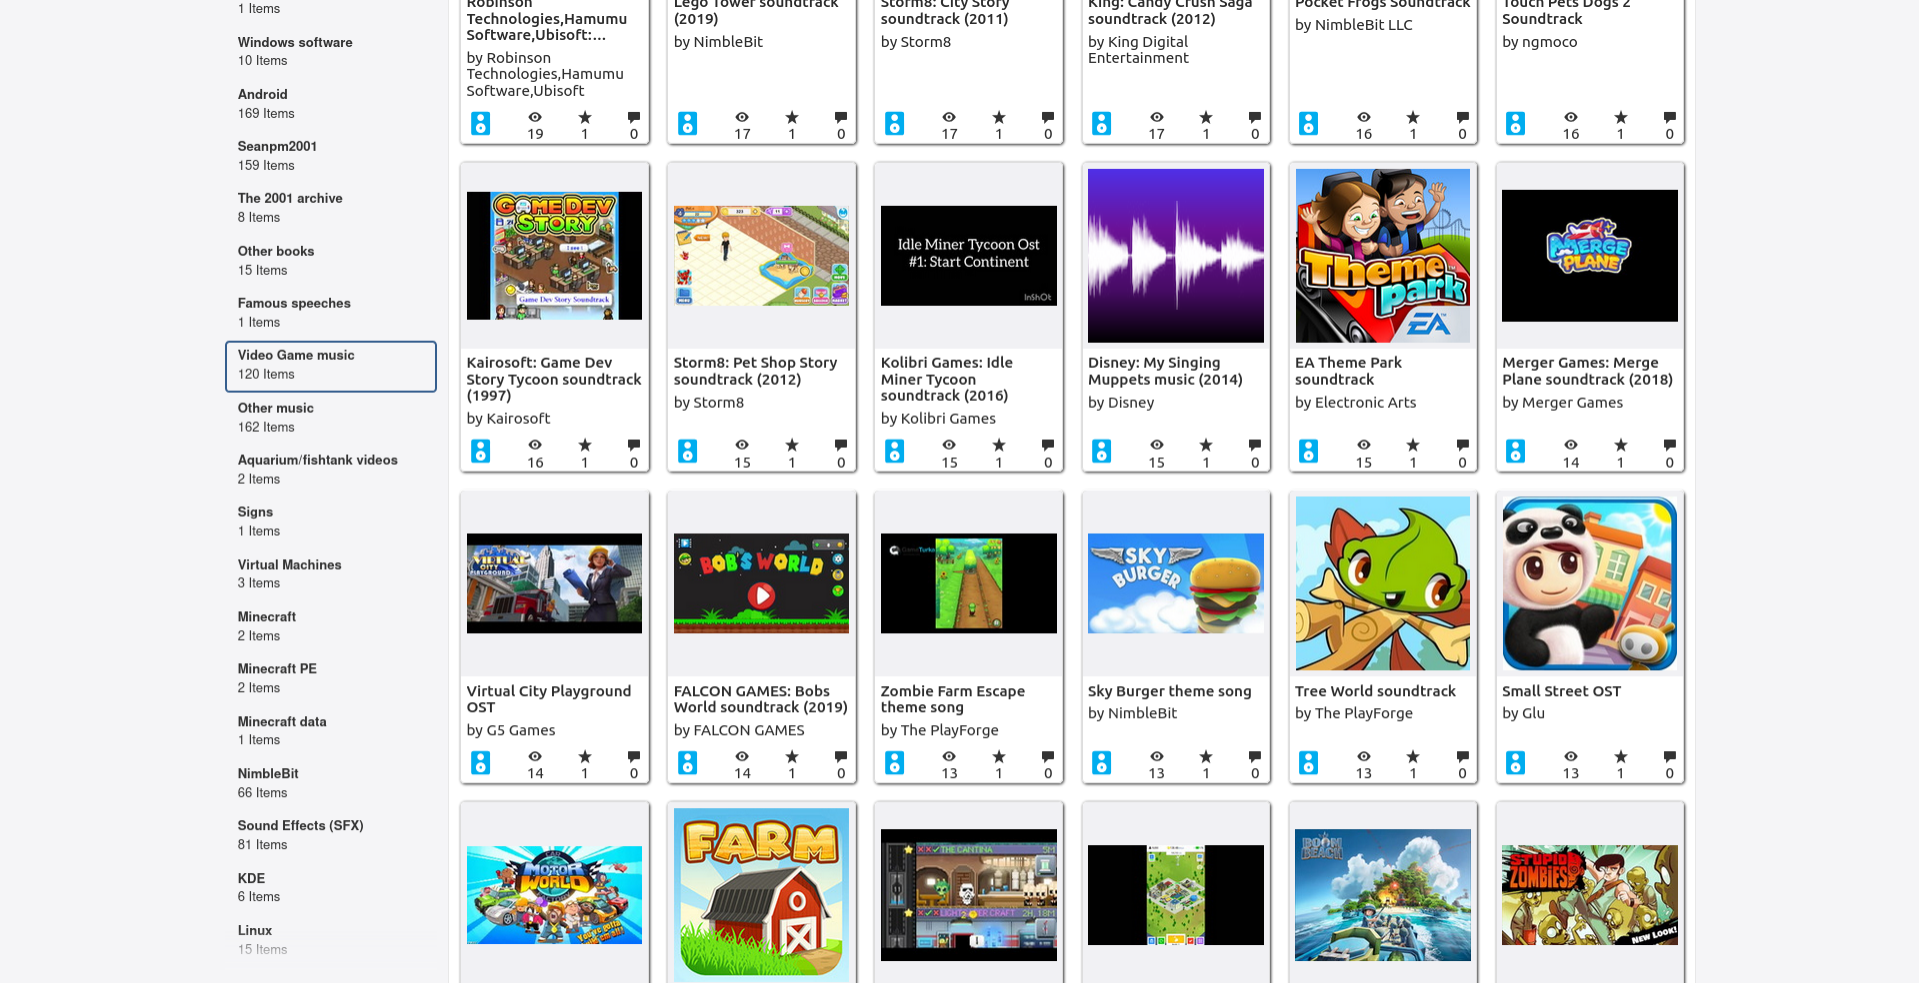 1 Items
Windows software
10 Items
Android
169 Items
Seanpm2001
159 Items
The 2001 archive
8 Items
Other books
15 Items
Famous speeches
1 Items
Video Game music
120 Items
Other music
162 Items
Aquarium/fishtank videos
2 Items
Signs
1 Items
Virtual Machines
3 Items
Minecraft
2 Items
Minecraft PE
2 Items
Minecraft data
1 Items
NimbleBit
66 Items
Sound Effects (SFX)
81 Items
KDE
6 Items
Linux
15 Items
Robinson
Technologies,Hamumu
Software,Ubisoft:...
by Robinson
Technologies,Hamumu
Software,Ubisoft
19 1 0
Lego Tower soundtrack
(2019)
by NimbleBit
17 1 0
Storm8: City Story
soundtrack (2011)
by Storm8
17 1 0
King: Candy Crush Saga
soundtrack (2012)
by King Digital
Entertainment
17 1 0
Pocket Frogs Soundtrack
by NimbleBit LLC
16 1 0
Touch Pets Dogs 2
Soundtrack
by ngmoco
16 1 0
GAME DEV
STORY
Game Dev Story Soundtrack
Kairosoft: Game Dev
Story Tycoon soundtrack
(1997)
by Kairosoft
16 1 0
Storm8: Pet Shop Story
soundtrack (2012)
by Storm8
15 1 0
Idle Miner Tycoon Ost
#1: Start Continent
InShOt
Kolibri Games: Idle
Miner Tycoon
soundtrack (2016)
by Kolibri Games
15 1 0
Disney: My Singing
Muppets music (2014)
by Disney
15 1 0
Theme
park
EA
EA Theme Park
soundtrack
by Electronic Arts
15 1 0
MERGE
PLANE
Merger Games: Merge
Plane soundtrack (2018)
by Merger Games
14 1 0
VIRTUAL
CITY
PLAYGROUND
Virtual City Playground
OST
by G5 Games
14 1 0
BOB'S WORLD
FALCON GAMES: Bobs
World soundtrack (2019)
by FALCON GAMES
14 1 0
Zombie Farm Escape
theme song
by The PlayForge
13 1 0
SKY
BURGER
Sky Burger theme song
by NimbleBit
13 1 0
Tree World soundtrack
by The PlayForge
13 1 0
Small Street OST
by Glu
13 1 0
MOTOR
WORLD
FARM
THE CANTINA 5M
2H, 18M
BOOM
BEACH
STUPID
ZOMBIES
NEW LOOK!